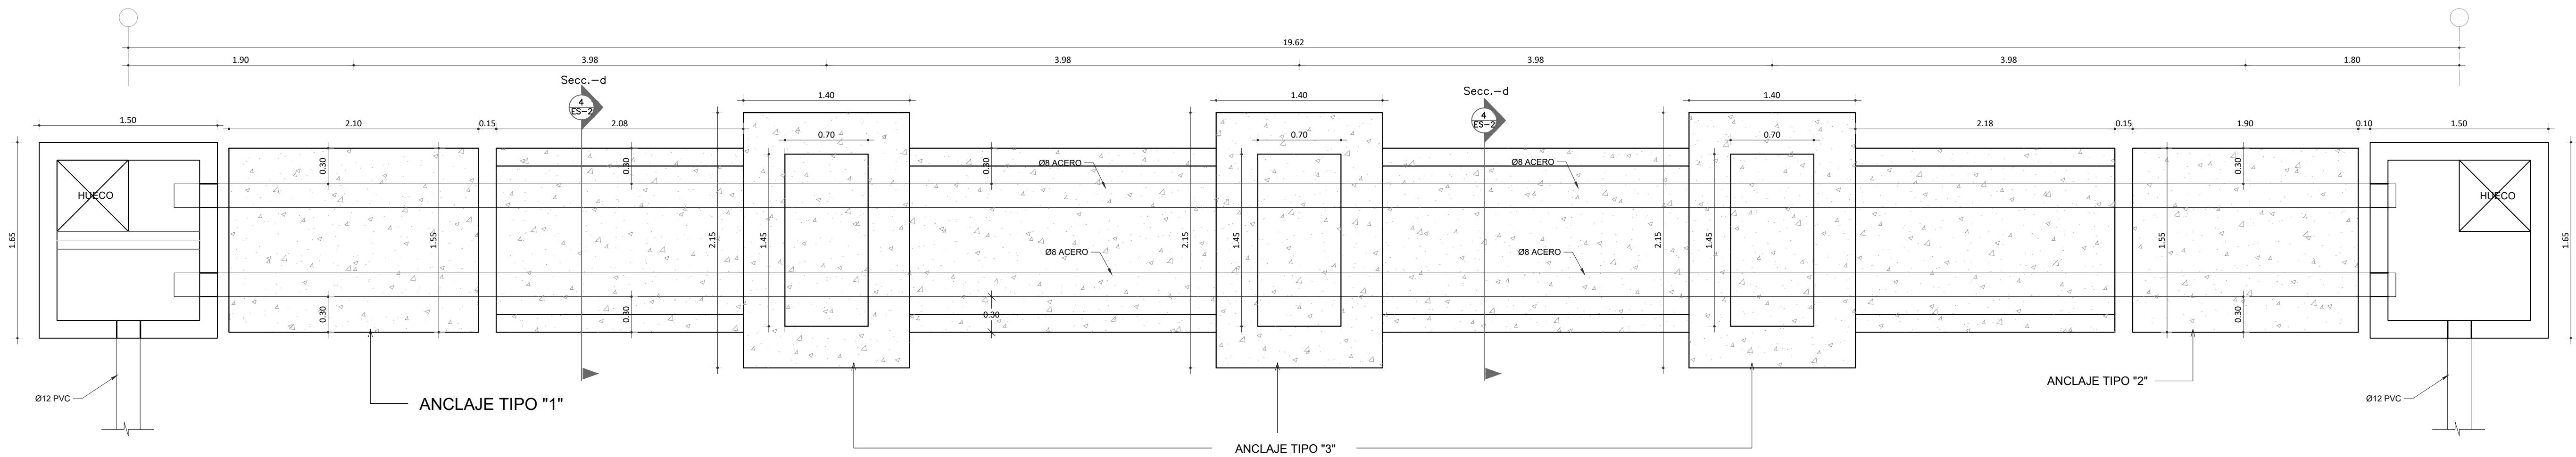 19.62
1.90
3.98
3.98
3.98
3.98
1.80
Secc.-d
4
ES-2
Secc.-d
4
ES-2
1.40
1.40
1.40
1.50
2.10
0.15
2.08
0.70
0.70
0.70
2.18
0.15
1.90
0.10
1.50
HUECO
0.30
0.30
0.30
Ø8 ACERO
Ø8 ACERO
0.30
HUECO
1.65
1.55
2.15
1.45
2.15
1.45
2.15
1.45
1.55
1.65
Ø8 ACERO
Ø8 ACERO
0.30
0.30
0.30
0.30
Ø12 PVC
ANCLAJE TIPO "1"
ANCLAJE TIPO "2"
Ø12 PVC
ANCLAJE TIPO "3"